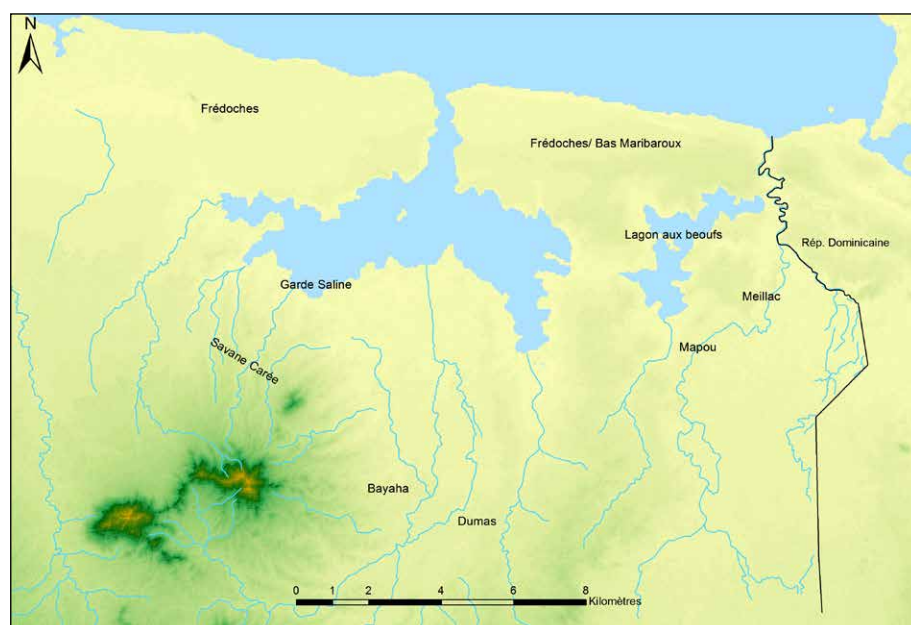 N
Frédoches
Frédoches/ Bas Maribaroux
Lagon aux beoufs
Rép. Dominicaine
Garde Saline
Meillac
Savane Carée
Mapou
Bayaha
Dumas
0 2 4 6 8
Kilomètres